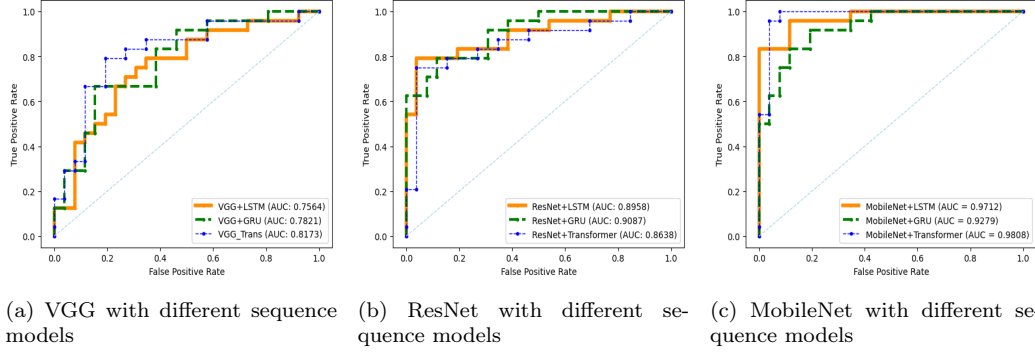 1.0
0.8
0.6
0.4
0.2
0.0
True Positive Rate
0.0 0.2 0.4 0.6 0.8 1.0
False Positive Rate
VGG+LSTM (AUC: 0.7564)
VGG+GRU (AUC: 0.7821)
VGG_Trans (AUC: 0.8173)
1.0
0.8
0.6
0.4
0.2
0.0
True Positive Rate
0.0 0.2 0.4 0.6 0.8 1.0
False Positive Rate
ResNet+LSTM (AUC: 0.8958)
ResNet+GRU (AUC: 0.9087)
ResNet+Transformer (AUC: 0.8638)
1.0
0.8
0.6
0.4
0.2
0.0
True Positive Rate
0.0 0.2 0.4 0.6 0.8 1.0
False Positive Rate
MobileNet+LSTM (AUC = 0.9712)
MobileNet+GRU (AUC = 0.9279)
MobileNet+Transformer (AUC = 0.9808)
(a) VGG with different sequence
models
(b) ResNet with different se-
quence models
(c) MobileNet with different se-
quence models